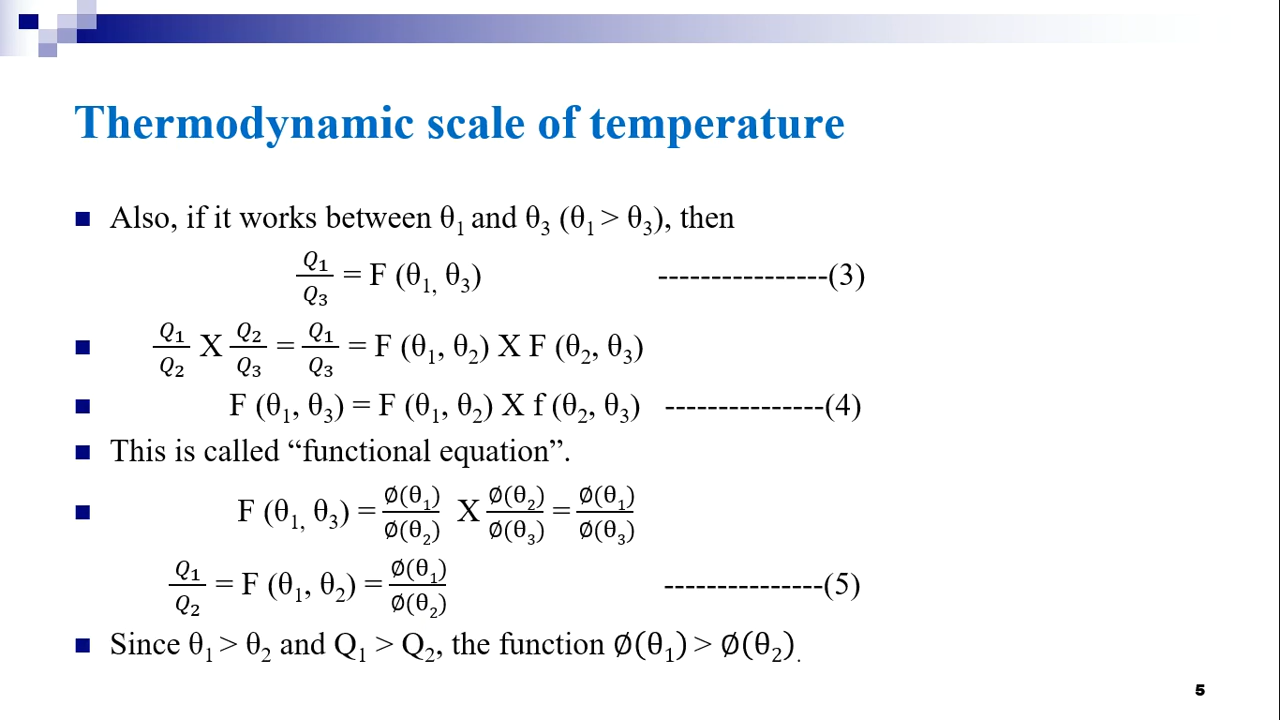 Thermodynamic scale of temperature
Also, if it works between θ₁ and θ₃ (θ₁ > θ₃), then
Q₁/Q₃ = F (θ₁, θ₃) ----------------(3)
Q₁/Q₂ X Q₂/Q₃ = Q₁/Q₃ = F (θ₁, θ₂) X F (θ₂, θ₃)
F (θ₁, θ₃) = F (θ₁, θ₂) X f (θ₂, θ₃) ---------------(4)
This is called “functional equation”.
F (θ₁, θ₃) = Ø(θ₁)/Ø(θ₂) X Ø(θ₂)/Ø(θ₃) = Ø(θ₁)/Ø(θ₃)
Q₁/Q₂ = F (θ₁, θ₂) = Ø(θ₁)/Ø(θ₂) ---------------(5)
Since θ₁ > θ₂ and Q₁ > Q₂, the function Ø(θ₁) > Ø(θ₂).
5